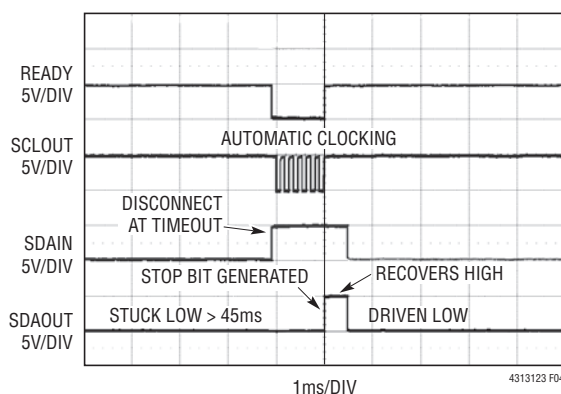 READY
5V/DIV
AUTOMATIC CLOCKING
SCLOUT
5V/DIV
DISCONNECT
AT TIMEOUT
SDAIN
5V/DIV
STOP BIT GENERATED
RECOVERS HIGH
SDAOUT
5V/DIV
STUCK LOW > 45ms
DRIVEN LOW
1ms/DIV
4313123 F04